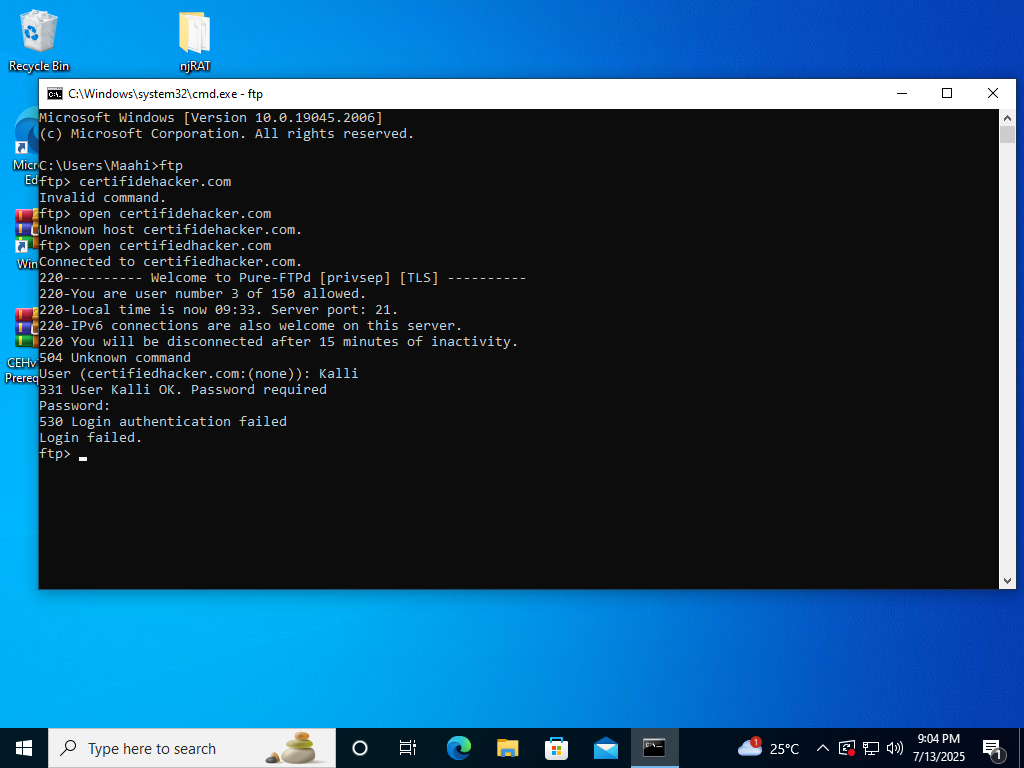 Recycle Bin
njRAT
C:\Windows\system32\cmd.exe - ftp
Microsoft Windows [Version 10.0.19045.2006]
(c) Microsoft Corporation. All rights reserved.
C:\Users\Maahi>ftp
ftp> certifidehacker.com
Invalid command.
ftp> open certifidehacker.com
Unknown host certifidehacker.com.
ftp> open certifiedhacker.com
Connected to certifiedhacker.com.
220---------- Welcome to Pure-FTPd [privsep] [TLS] ----------
220-You are user number 3 of 150 allowed.
220-Local time is now 09:33. Server port: 21.
220-IPv6 connections are also welcome on this server.
220 You will be disconnected after 15 minutes of inactivity.
504 Unknown command
User (certifiedhacker.com:(none)): Kalli
331 User Kalli OK. Password required
Password:
530 Login authentication failed
Login failed.
ftp>
Micr
Ed
Win
CEHv
Prereq
Type here to search
1
25°C
9:04 PM
7/13/2025
1